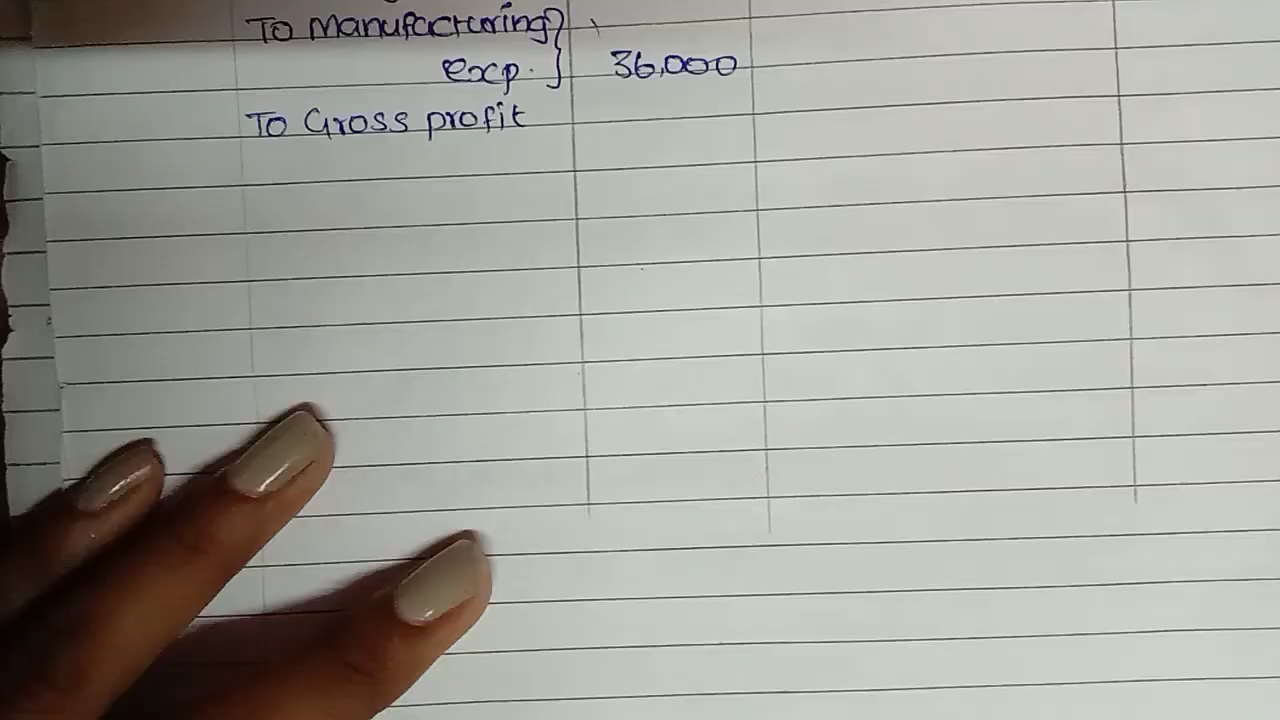 To Manufacturing }
exp. } 36,000
To Gross profit